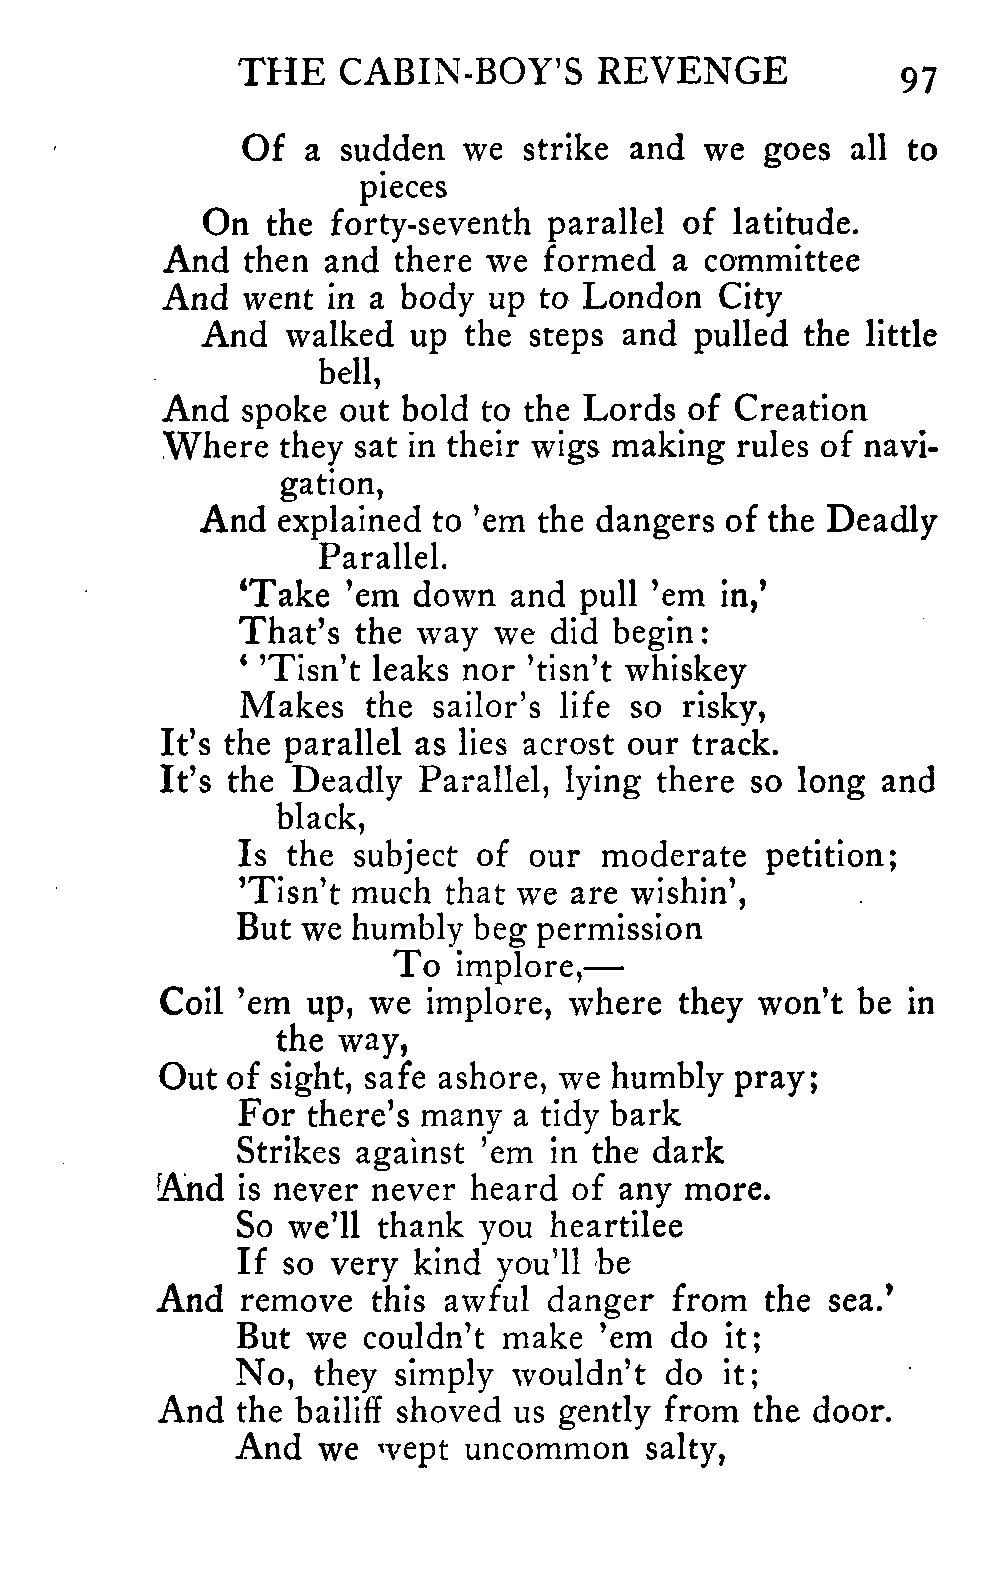 THE CABIN-BOY'S REVENGE 97
Of a sudden we strike and we goes all to
pieces
On the forty-seventh parallel of latitude.
And then and there we formed a committee
And went in a body up to London City
And walked up the steps and pulled the little
bell,
And spoke out bold to the Lords of Creation
Where they sat in their wigs making rules of navi-
gation,
And explained to 'em the dangers of the Deadly
Parallel.
‘Take ’em down and pull ’em in,’
That's the way we did begin:
‘ ’Tisn't leaks nor ’tisn't whiskey
Makes the sailor's life so risky,
It's the parallel as lies acrost our track.
It's the Deadly Parallel, lying there so long and
black,
Is the subject of our moderate petition;
’Tisn't much that we are wishin’,
But we humbly beg permission
To implore,—
Coil ’em up, we implore, where they won't be in
the way,
Out of sight, safe ashore, we humbly pray;
For there's many a tidy bark
Strikes against ’em in the dark
And is never never heard of any more.
So we'll thank you heartilee
If so very kind you'll be
And remove this awful danger from the sea.’
But we couldn't make ’em do it;
No, they simply wouldn't do it;
And the bailiff shoved us gently from the door.
And we wept uncommon salty,